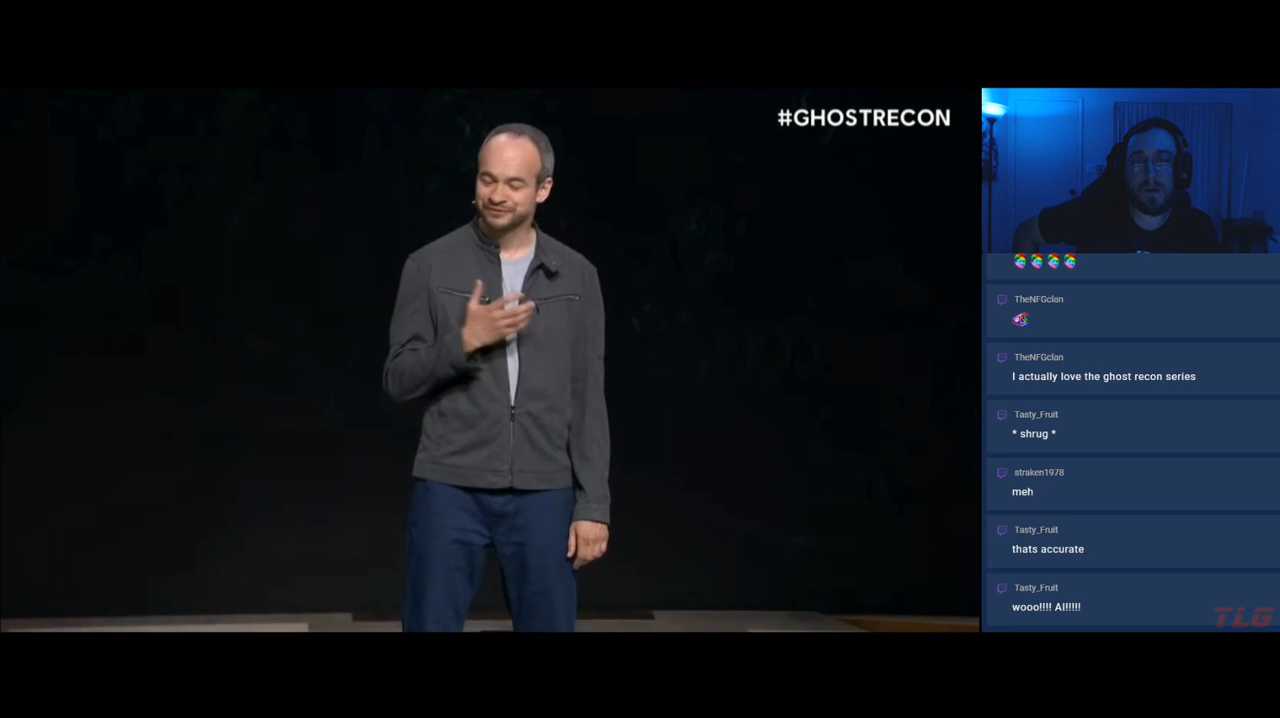 #GHOSTRECON
TheNFGclan
TheNFGclan
I actually love the ghost recon series
Tasty_Fruit
* shrug *
straken1978
meh
Tasty_Fruit
thats accurate
Tasty_Fruit
wooo!!!! AI!!!!!
TLG